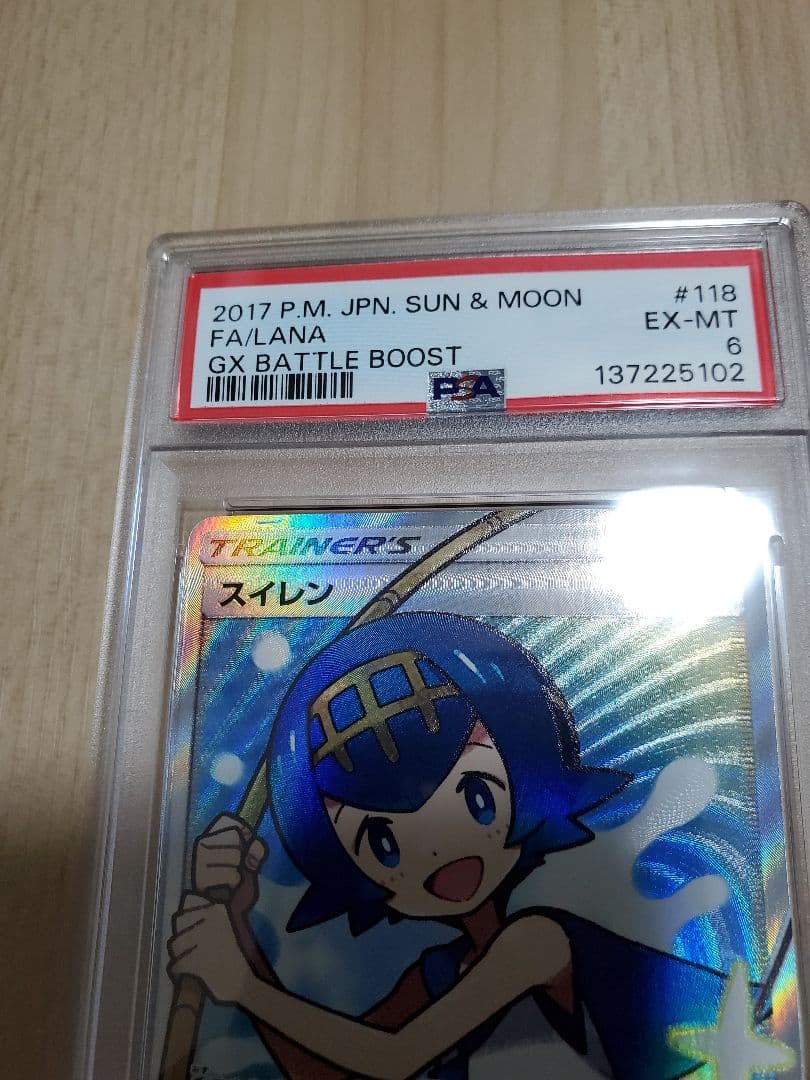 2017 P.M. JPN. SUN & MOON #118
FA/LANA EX-MT
GX BATTLE BOOST 6
PSA 137225102
TRAINER'S
スイレン